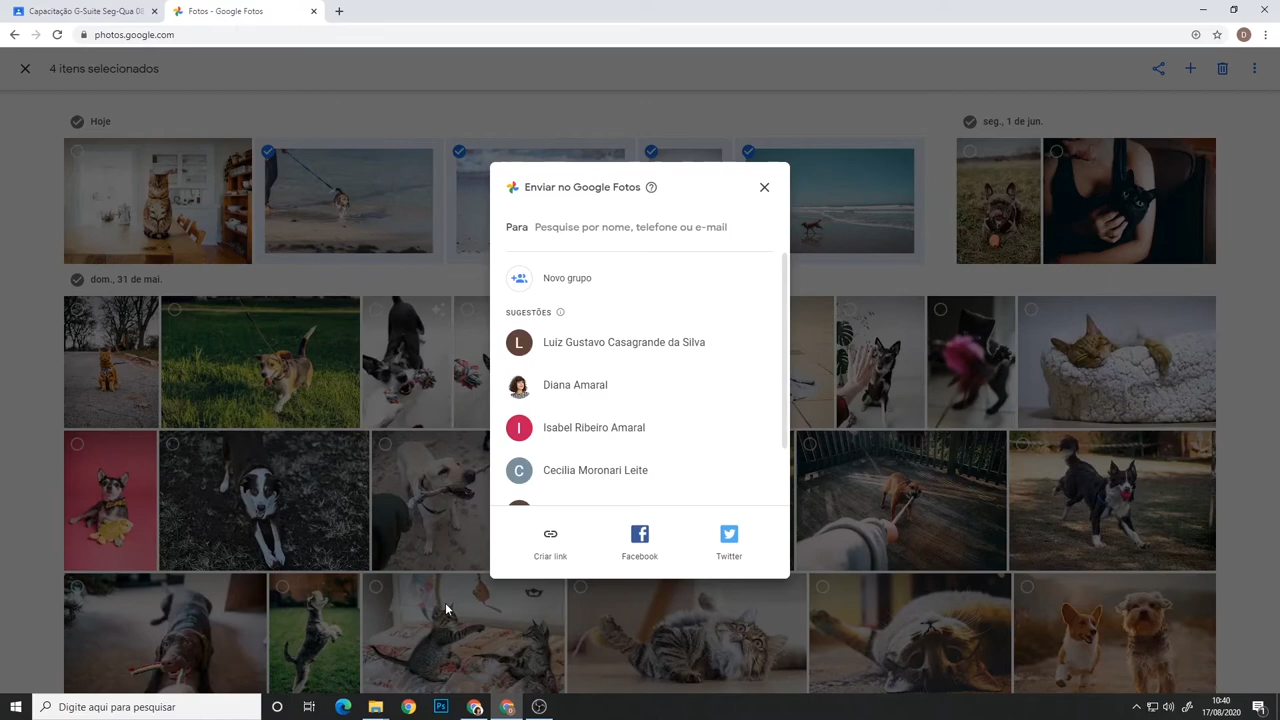 Capacitação G-Suite Seg-Qua 08
Fotos - Google Fotos
photos.google.com
D
4 itens selecionados
Hoje
seg., 1 de jun.
Enviar no Google Fotos
Para Pesquise por nome, telefone ou e-mail
dom., 31 de mai.
Novo grupo
SUGESTÕES
L Luiz Gustavo Casagrande da Silva
Diana Amaral
I Isabel Ribeiro Amaral
C Cecilia Moronari Leite
Criar link
Facebook
Twitter
Digite aqui para pesquisar
Ps
10:40
17/08/2020